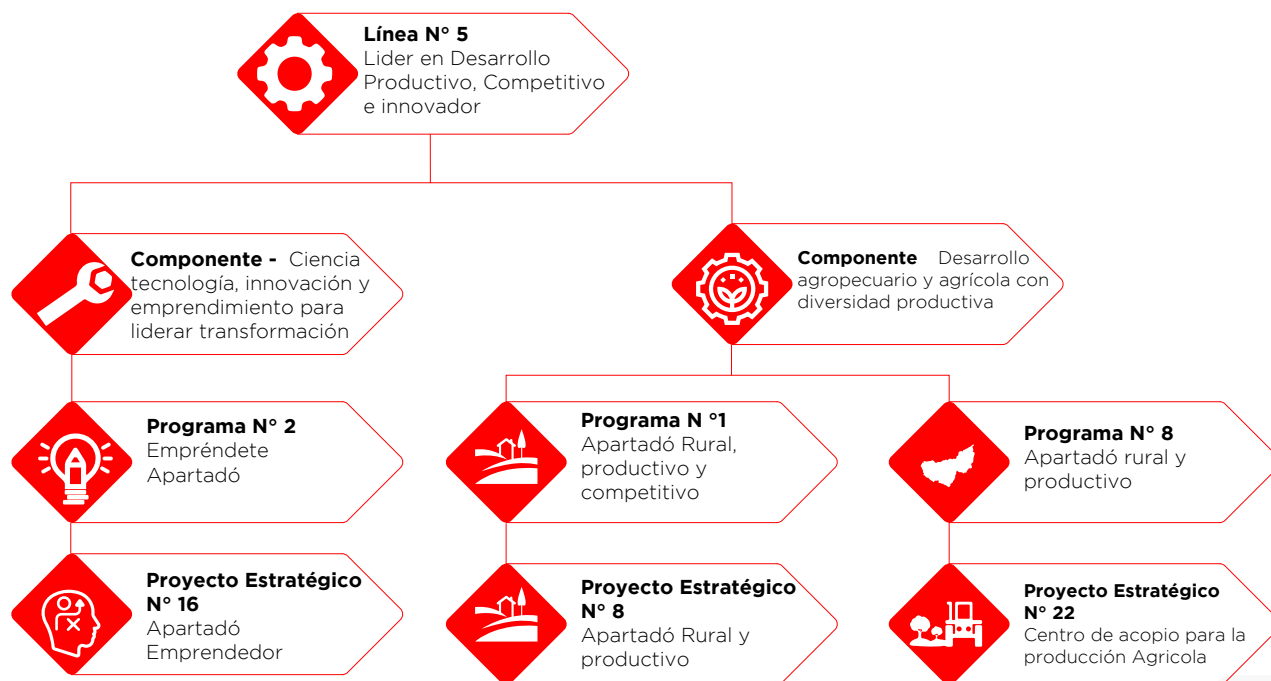 Línea N° 5
Lider en Desarrollo
Productivo, Competitivo
e innovador
Componente - Ciencia
tecnología, innovación y
emprendimiento para
liderar transformación
Componente Desarrollo
agropecuario y agrícola con
diversidad productiva
Programa N° 2
Empréndete
Apartadó
Programa N °1
Apartadó Rural,
productivo y
competitivo
Programa N° 8
Apartadó rural y
productivo
Proyecto Estratégico
N° 16
Apartadó
Emprendedor
Proyecto Estratégico
N° 8
Apartadó Rural y
productivo
Proyecto Estratégico
N° 22
Centro de acopio para la
producción Agricola